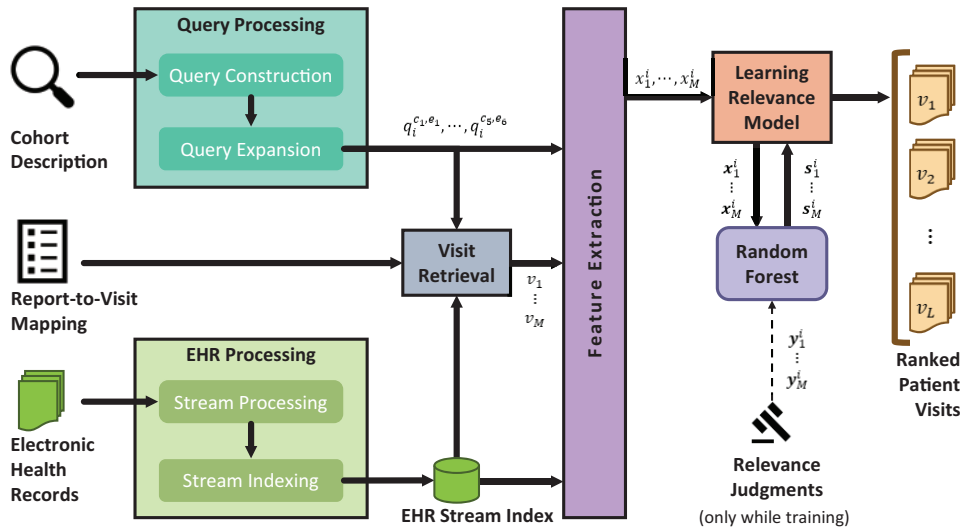 Query Processing
Query Construction
Query Expansion
Cohort
Description
q_i^{c_1,e_1}, ⋯, q_i^{c_5,e_6}
Report-to-Visit
Mapping
Visit
Retrieval
v_1
⋮
v_M
EHR Processing
Stream Processing
Stream Indexing
Electronic
Health
Records
EHR Stream Index
Feature Extraction
x_1^i, ⋯, x_M^i
Learning
Relevance
Model
x_1^i
⋮
x_M^i
s_1^i
⋮
s_M^i
Random
Forest
y_1^i
⋮
y_M^i
Relevance
Judgments
(only while training)
v_1
v_2
⋮
v_L
Ranked
Patient
Visits